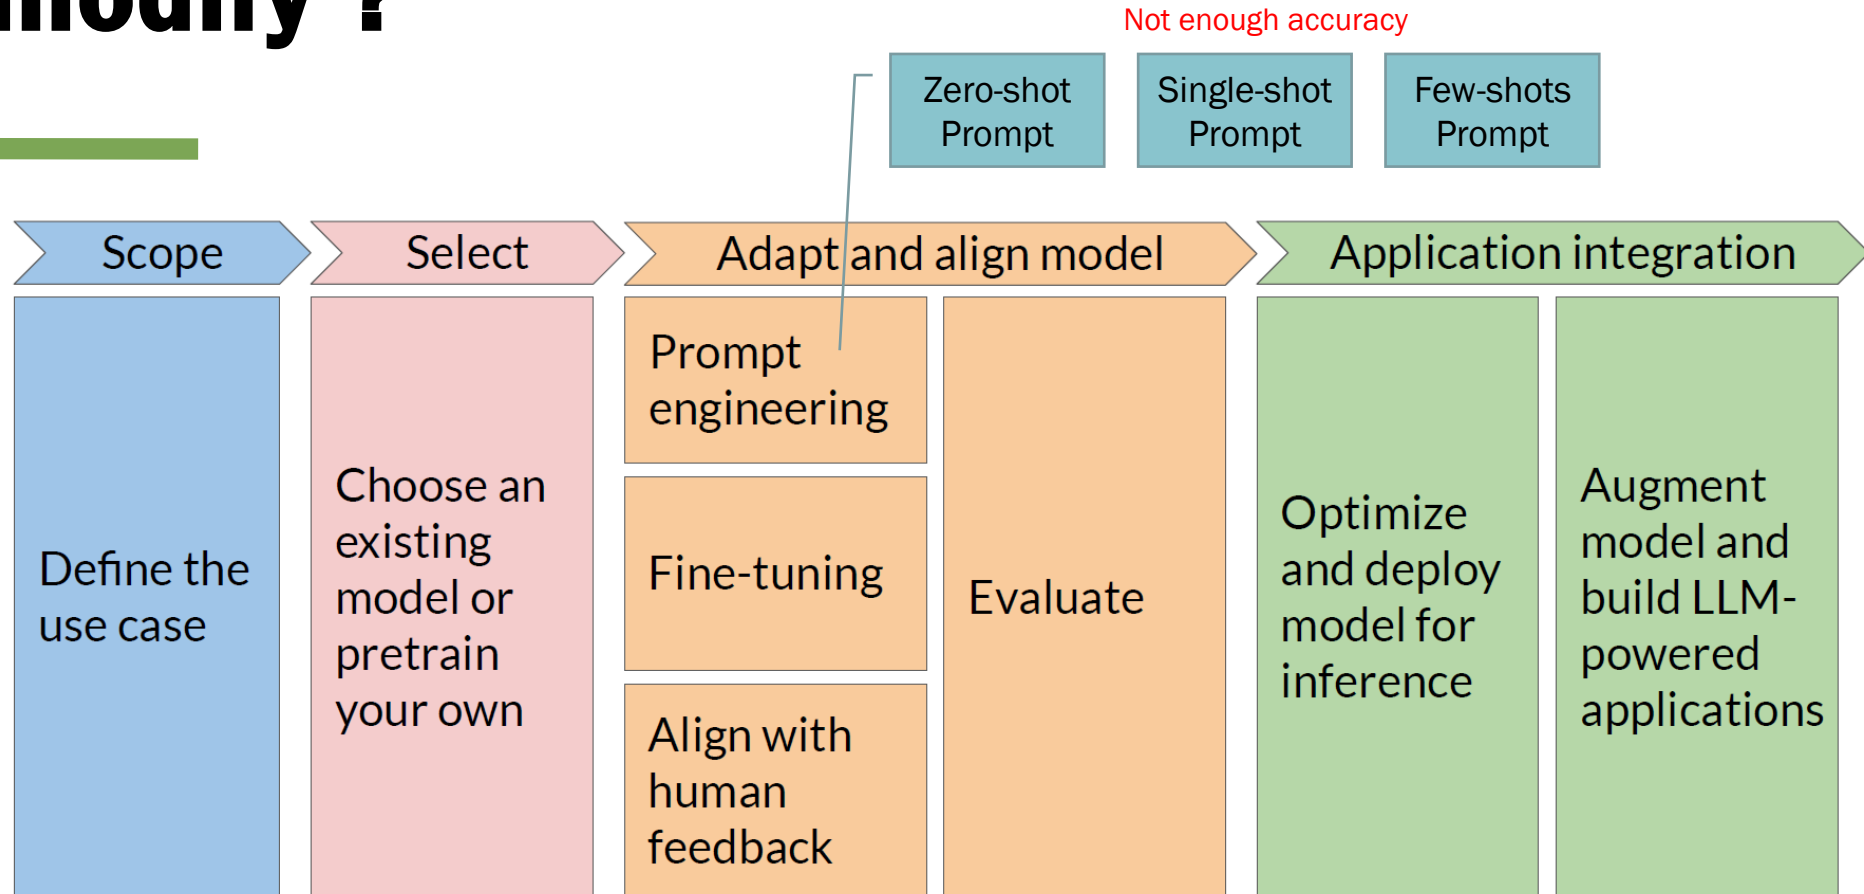 modify ?
Not enough accuracy
Zero-shot
Prompt
Single-shot
Prompt
Few-shots
Prompt
Scope
Select
Adapt and align model
Application integration
Define the
use case
Choose an
existing
model or
pretrain
your own
Prompt
engineering
Fine-tuning
Align with
human
feedback
Evaluate
Optimize
and deploy
model for
inference
Augment
model and
build LLM-
powered
applications